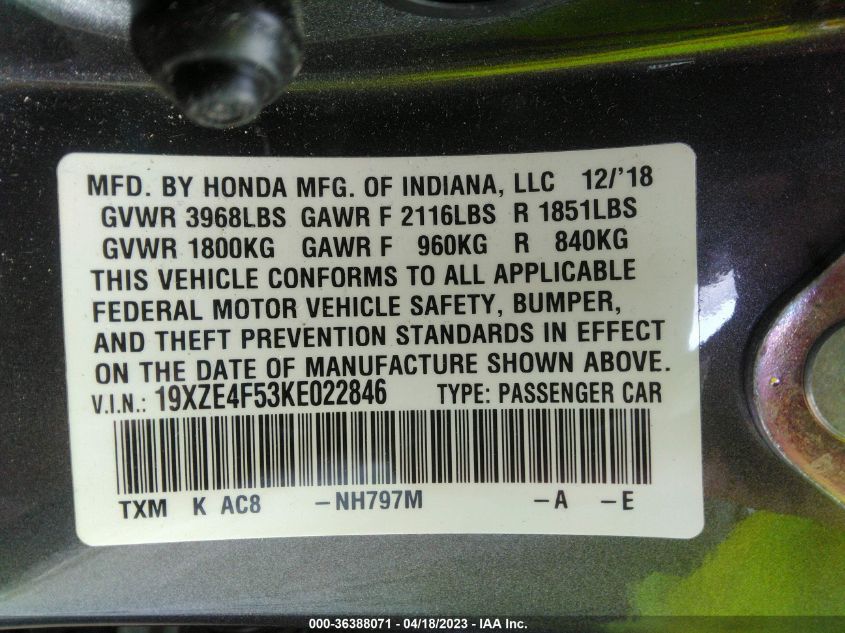 MFD. BY HONDA MFG. OF INDIANA, LLC 12/'18
GVWR 3968LBS GAWR F 2116LBS R 1851LBS
GVWR 1800KG GAWR F 960KG R 840KG
THIS VEHICLE CONFORMS TO ALL APPLICABLE
FEDERAL MOTOR VEHICLE SAFETY, BUMPER,
AND THEFT PREVENTION STANDARDS IN EFFECT
ON THE DATE OF MANUFACTURE SHOWN ABOVE.
V.I.N.: 19XZE4F53KE022846 TYPE: PASSENGER CAR
TXM K AC8 –NH797M –A –E
000-36388071 - 04/18/2023 - IAA Inc.